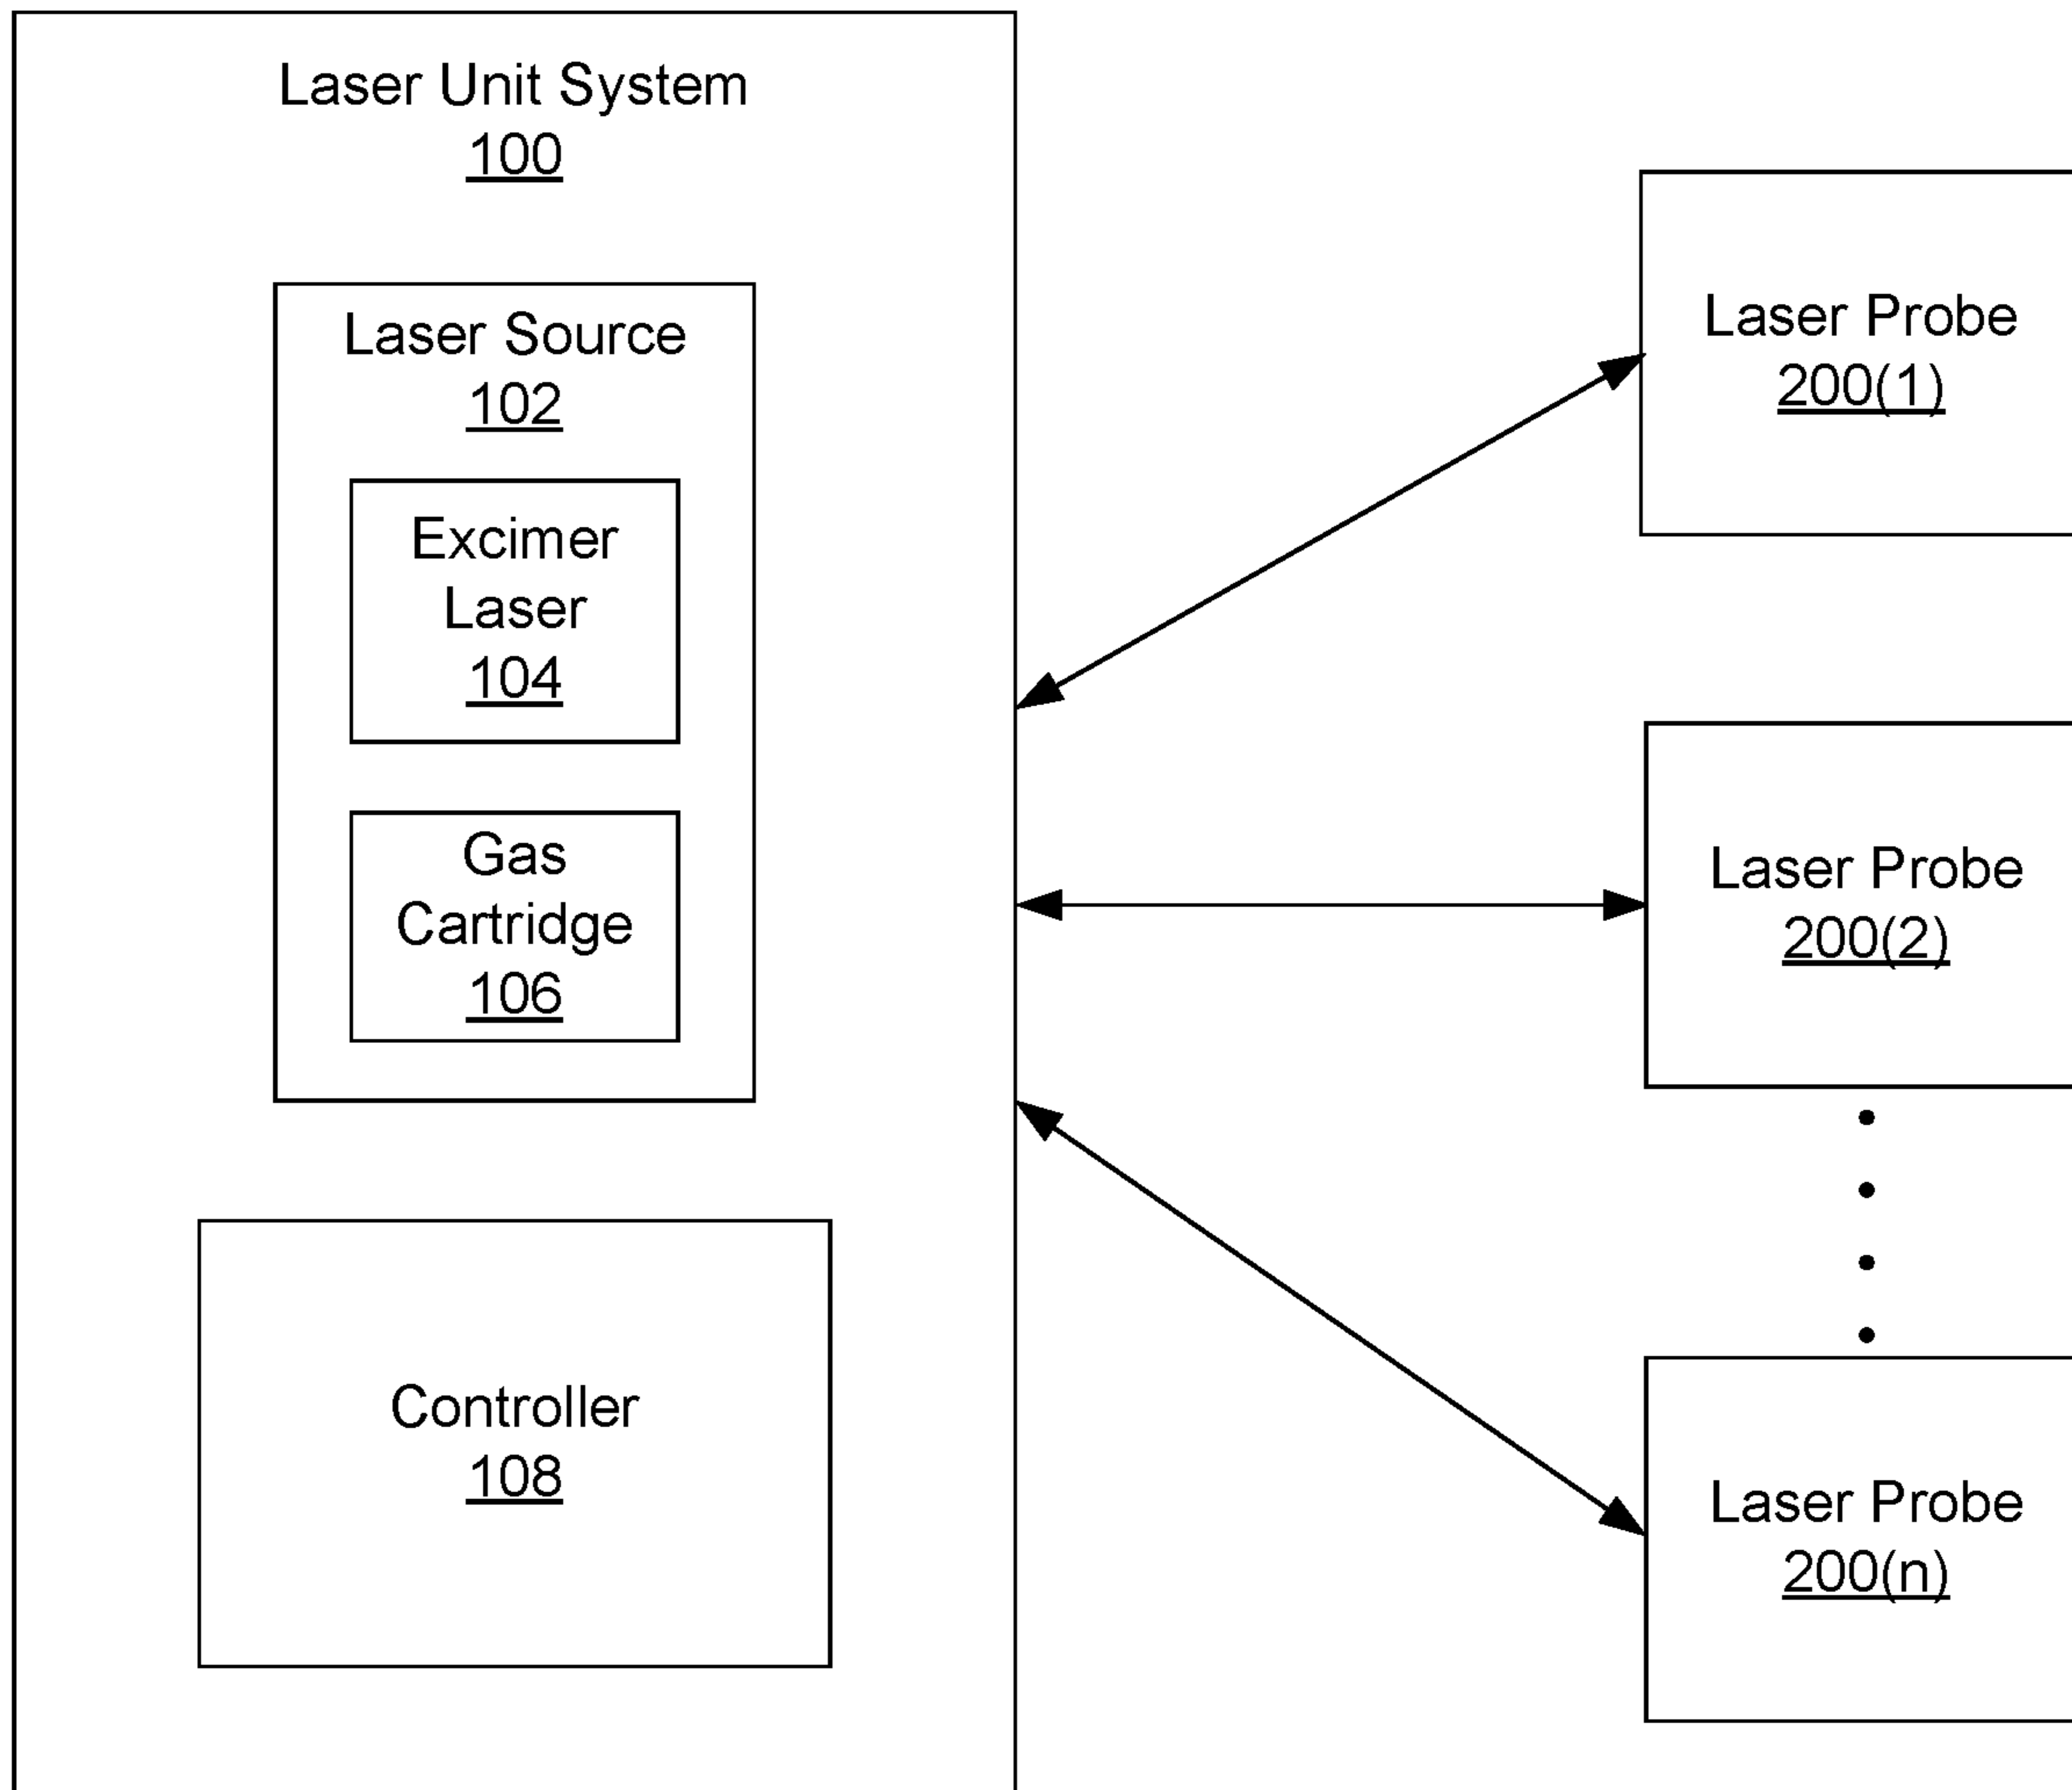 Laser Unit System
100
Laser Source
102
Excimer
Laser
104
Gas
Cartridge
106
Controller
108
Laser Probe
200(1)
Laser Probe
200(2)
Laser Probe
200(n)